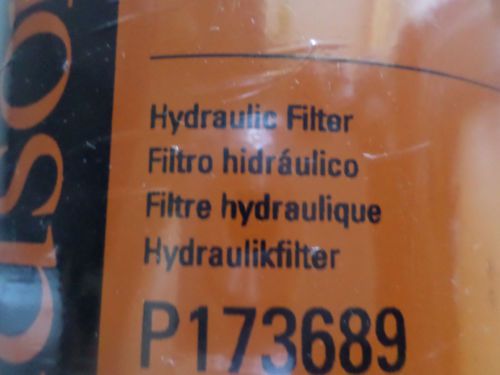 Hydraulic Filter
Filtro hidráulico
Filtre hydraulique
Hydraulikfilter
P173689